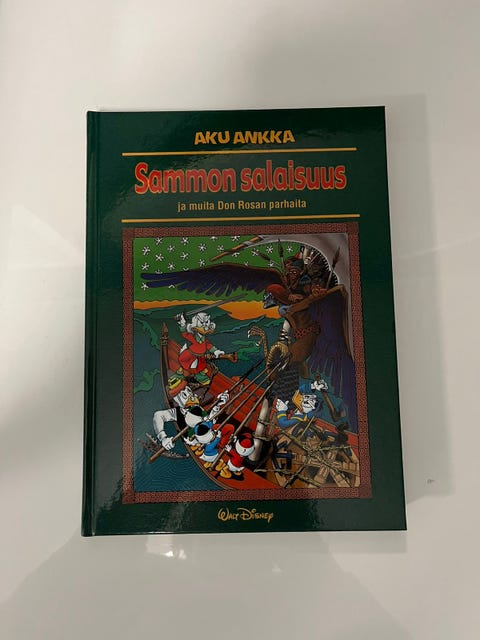 AKU ANKKA
Sammon salaisuus
ja muita Don Rosan parhaita
WALT DISNEY